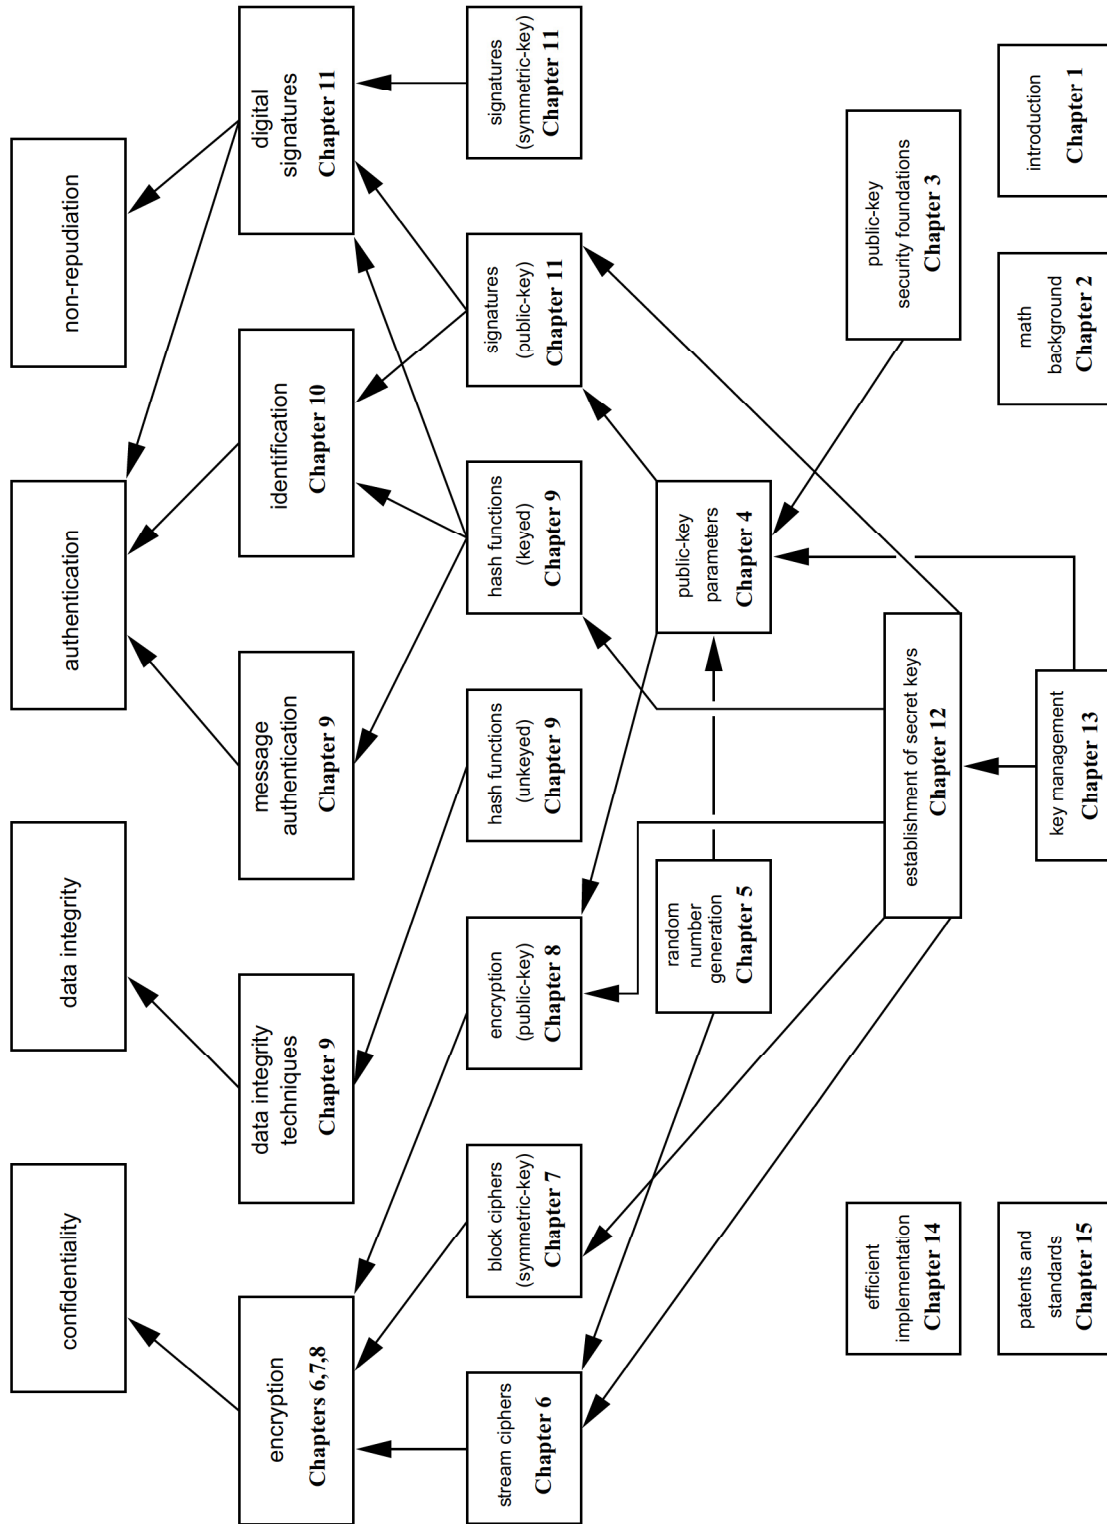 confidentiality
data integrity
authentication
non-repudiation
encryption
Chapters 6,7,8
data integrity
techniques
Chapter 9
message
authentication
Chapter 9
identification
Chapter 10
digital
signatures
Chapter 11
stream ciphers
Chapter 6
block ciphers
(symmetric-key)
Chapter 7
encryption
(public-key)
Chapter 8
hash functions
(unkeyed)
Chapter 9
hash functions
(keyed)
Chapter 9
signatures
(public-key)
Chapter 11
signatures
(symmetric-key)
Chapter 11
random
number
generation
Chapter 5
public-key
parameters
Chapter 4
efficient
implementation
Chapter 14
establishment of secret keys
Chapter 12
public-key
security foundations
Chapter 3
patents and
standards
Chapter 15
key management
Chapter 13
math
background
Chapter 2
introduction
Chapter 1